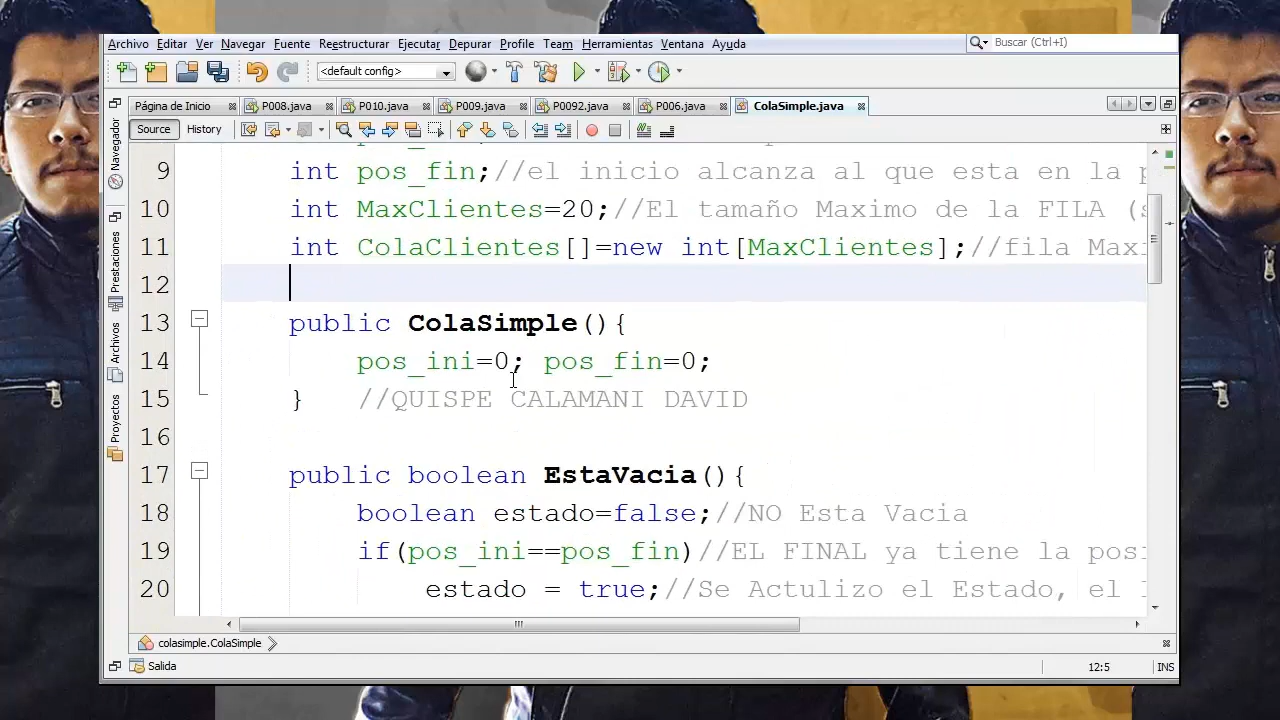 Archivo Editar Ver Navegar Fuente Reestructurar Ejecutar Depurar Profile Team Herramientas Ventana Ayuda
Buscar (Ctrl+I)
<default config>
Página de Inicio P008.java P010.java P009.java P0092.java P006.java ColaSimple.java
Source History
Navegador
Prestaciones
Archivos
Proyectos
9 int pos_fin;//el inicio alcanza al que esta en la
10 int MaxClientes=20;//El tamaño Maximo de la FILA (
11 int ColaClientes[]=new int[MaxClientes];//fila
12
13 public ColaSimple(){
14 pos_ini=0; pos_fin=0;
15 } //QUISPE CALAMANI DAVID
16
17 public boolean EstaVacia(){
18 boolean estado=false;//NO Esta Vacia
19 if(pos_ini==pos_fin)//EL FINAL ya tiene la
20 estado = true;//Se Actulizo el Estado, el
colasimple.ColaSimple
Salida
12:5 INS